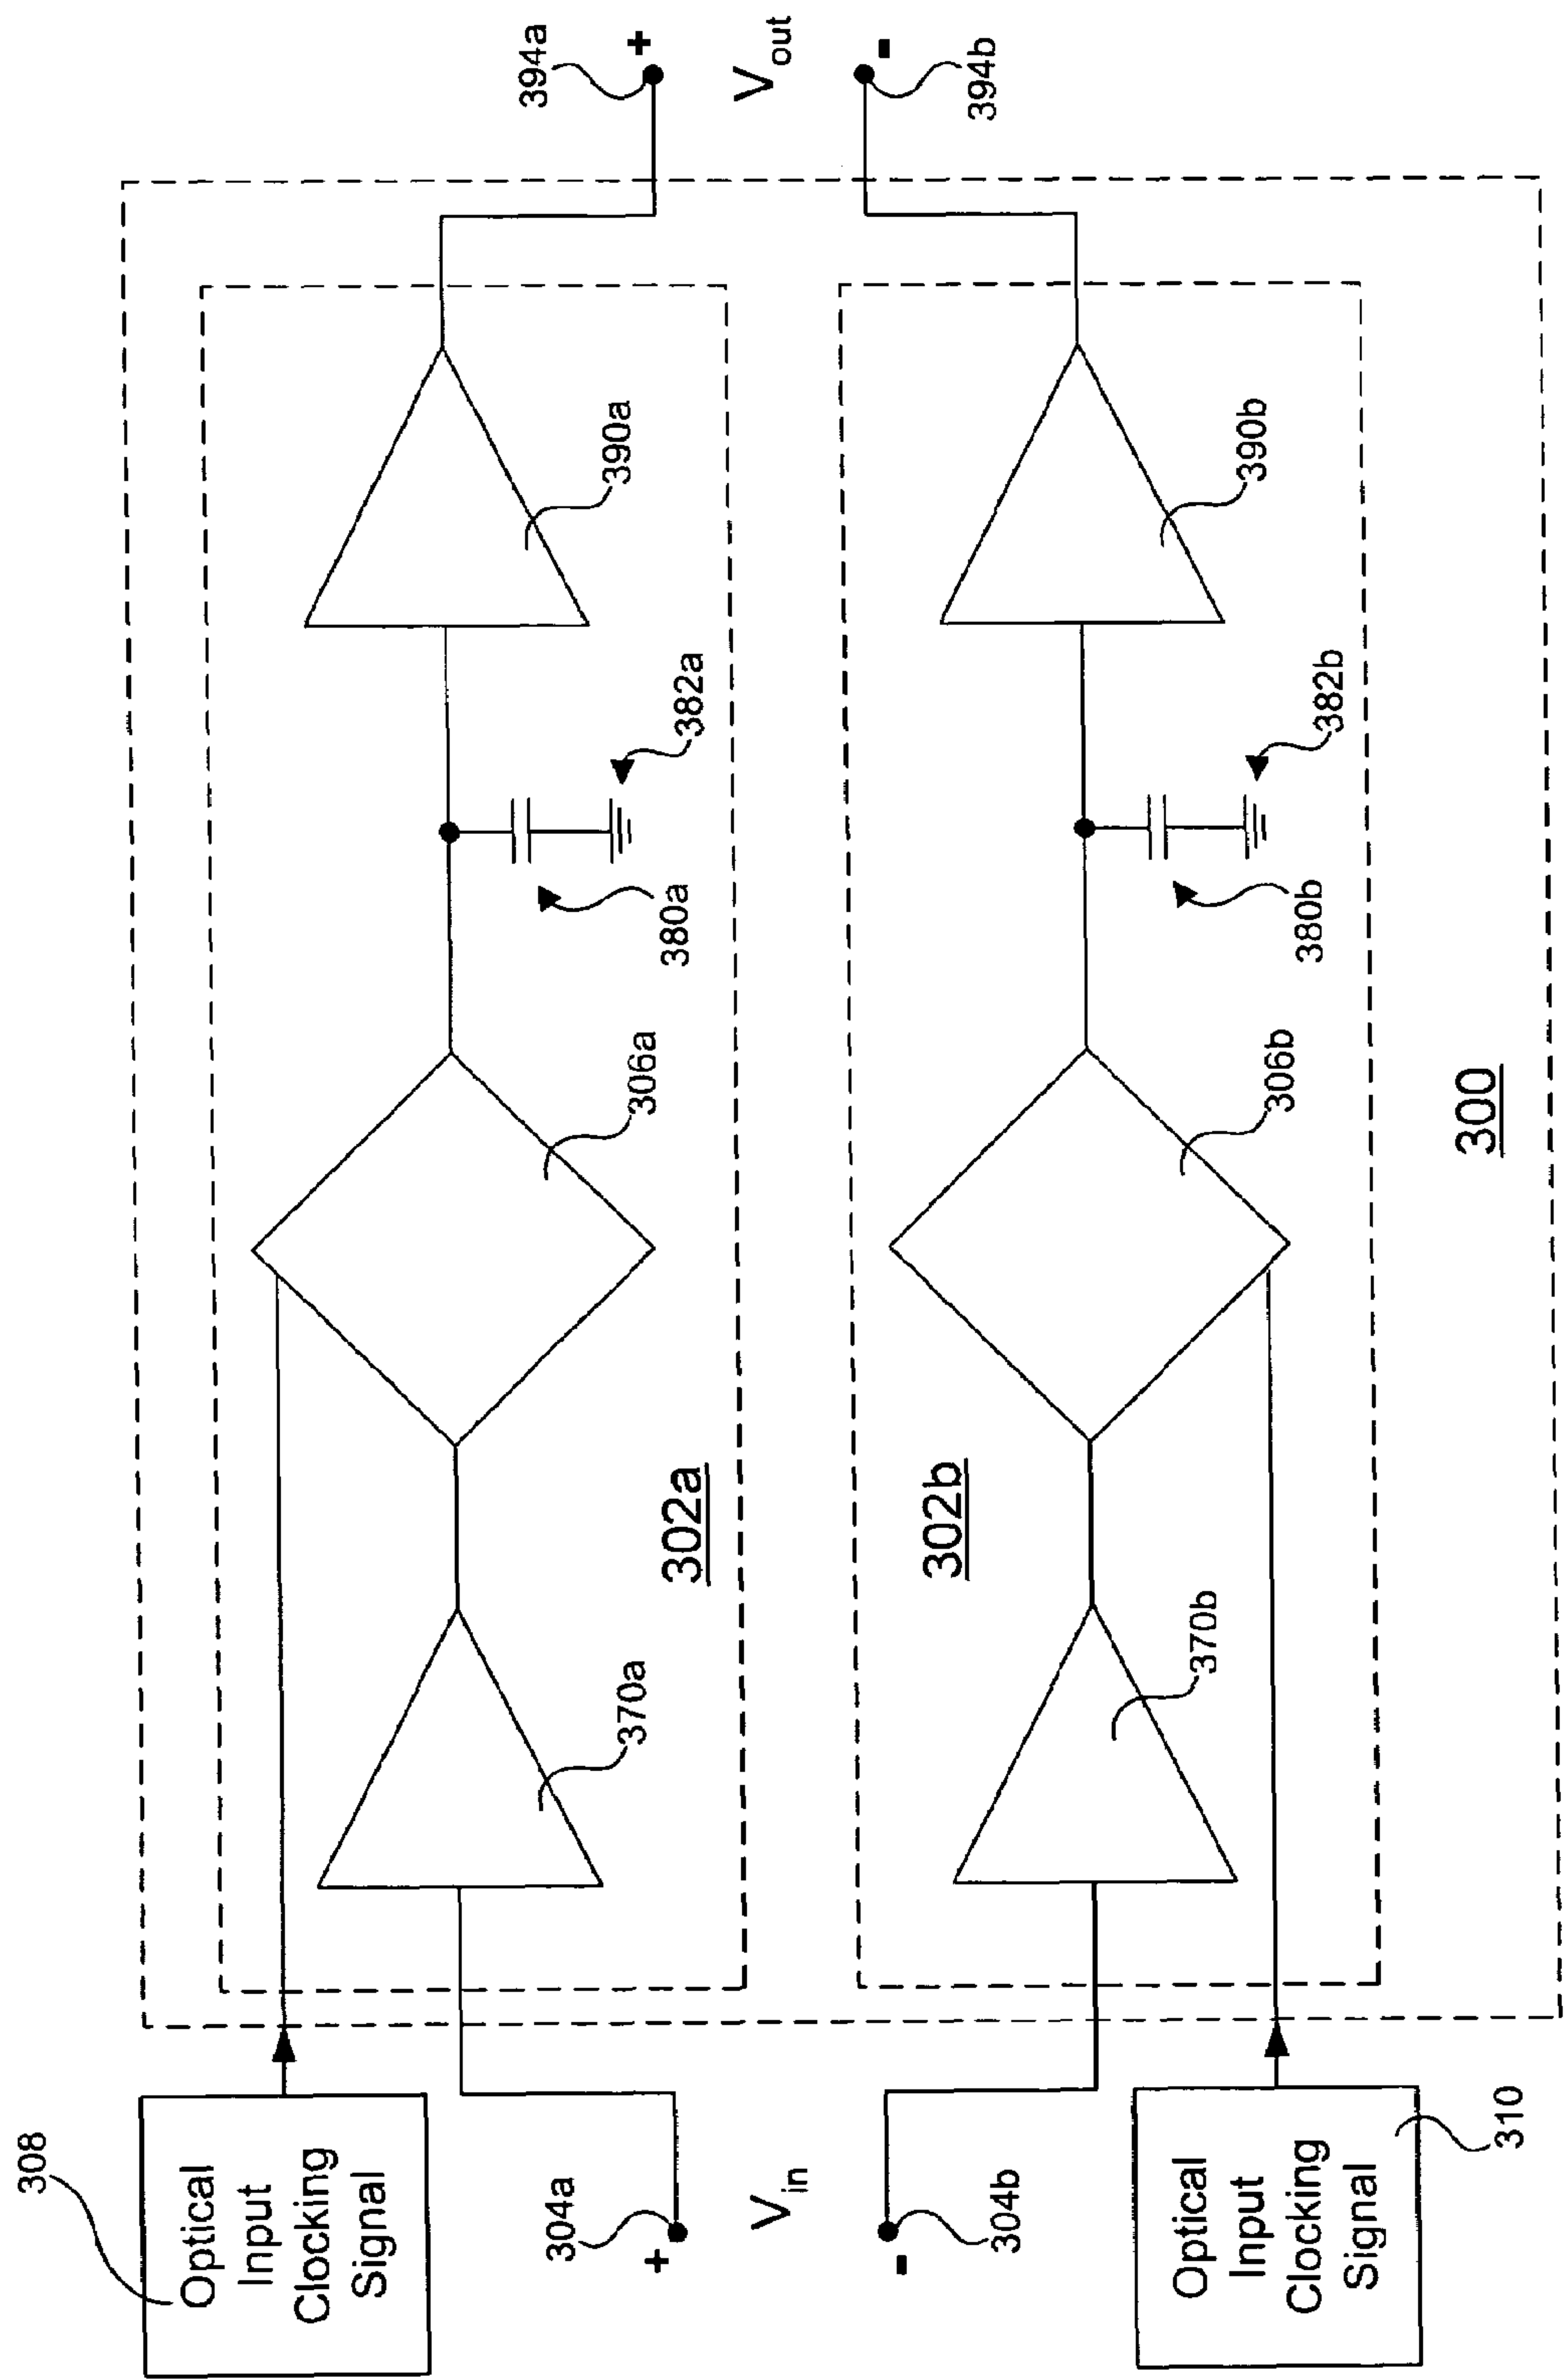 308
Optical
Input
Clocking
Signal
304a
+
V_in
-
304b
Optical
Input
Clocking
Signal
310
370a
302a
306a
380a
382a
390a
302b
370b
306b
380b
382b
390b
300
394a
+
V_out
-
394b